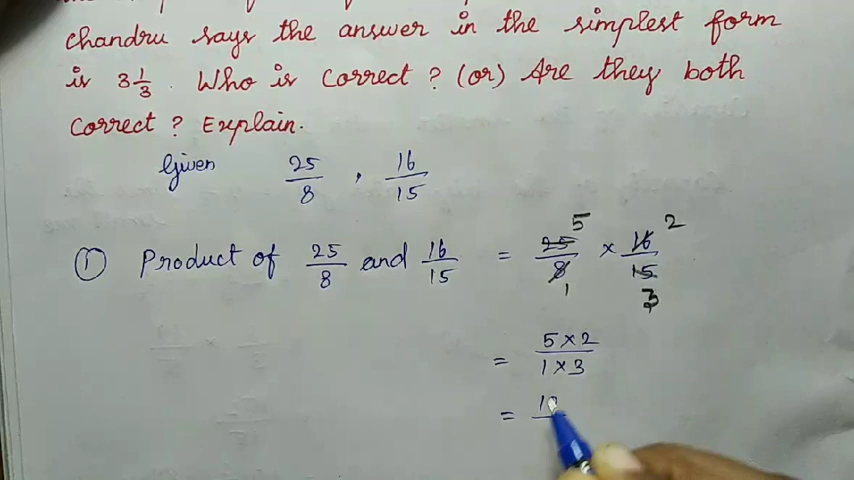 chandru says the answer in the simplest form
is 3 1/3. Who is correct? (or) Are they both
correct? Explain.
Given 25/8 , 16/15
① Product of 25/8 and 16/15 = 25/8 × 16/15 5 2 1 3
= 5 × 2 / 1 × 3
= 10